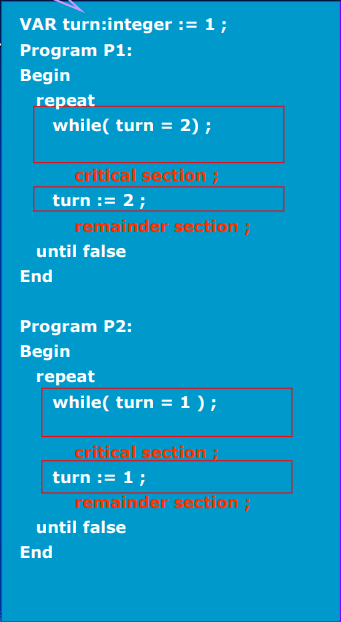 VAR turn:integer := 1 ;
Program P1:
Begin
repeat
while( turn = 2) ;
critical section ;
turn := 2 ;
remainder section ;
until false
End
Program P2:
Begin
repeat
while( turn = 1 ) ;
critical section ;
turn := 1 ;
remainder section ;
until false
End